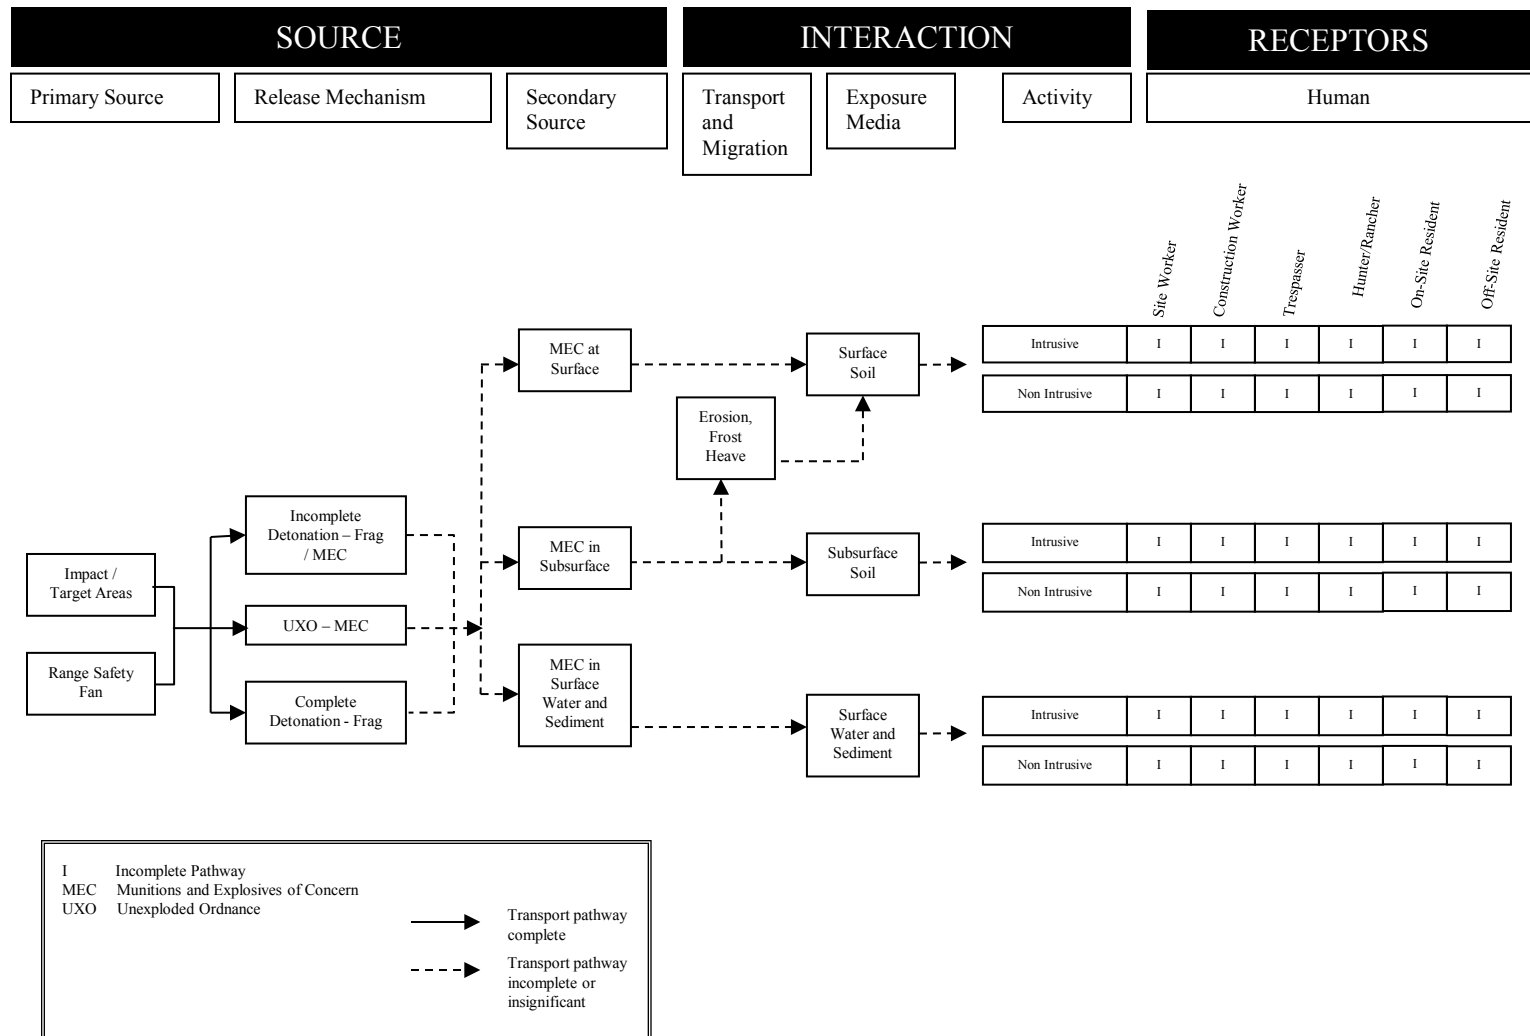 SOURCE
INTERACTION
RECEPTORS
Primary Source
Release Mechanism
Secondary
Source
Transport
and
Migration
Exposure
Media
Activity
Human
Site Worker
Construction Worker
Trespasser
Hunter/Rancher
On-Site Resident
Off-Site Resident
MEC at
Surface
Surface
Soil
Intrusive I I I I I I
Non Intrusive I I I I I I
Erosion,
Frost
Heave
Incomplete
Detonation – Frag
/ MEC
MEC in
Subsurface
Subsurface
Soil
Intrusive I I I I I I
Non Intrusive I I I I I I
Impact /
Target Areas
UXO – MEC
Range Safety
Fan
Complete
Detonation - Frag
MEC in
Surface
Water and
Sediment
Surface
Water and
Sediment
Intrusive I I I I I I
Non Intrusive I I I I I I
I Incomplete Pathway
MEC Munitions and Explosives of Concern
UXO Unexploded Ordnance
Transport pathway
complete
Transport pathway
incomplete or
insignificant